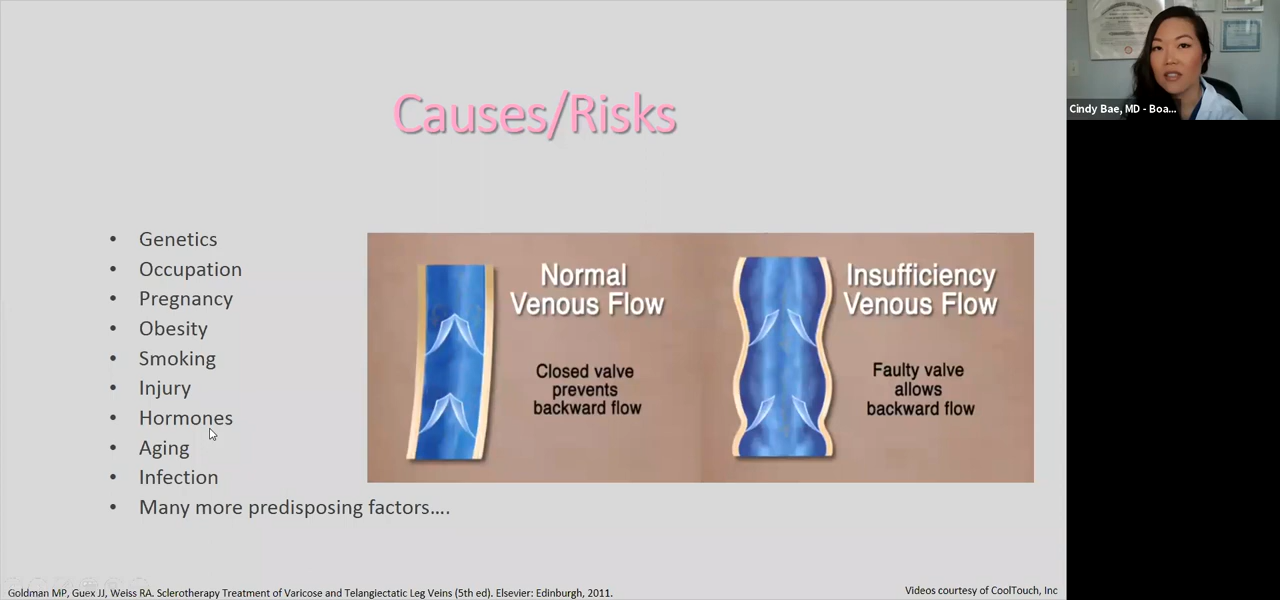 Causes/Risks
• Genetics
• Occupation
• Pregnancy
• Obesity
• Smoking
• Injury
• Hormones
• Aging
• Infection
• Many more predisposing factors....
Normal
Venous Flow
Closed valve
prevents
backward flow
Insufficiency
Venous Flow
Faulty valve
allows
backward flow
Goldman MP, Guex JJ, Weiss RA. Sclerotherapy Treatment of Varicose and Telangiectatic Leg Veins (5th ed). Elsevier: Edinburgh, 2011.
Videos courtesy of CoolTouch, Inc
Cindy Bae, MD - Boa...